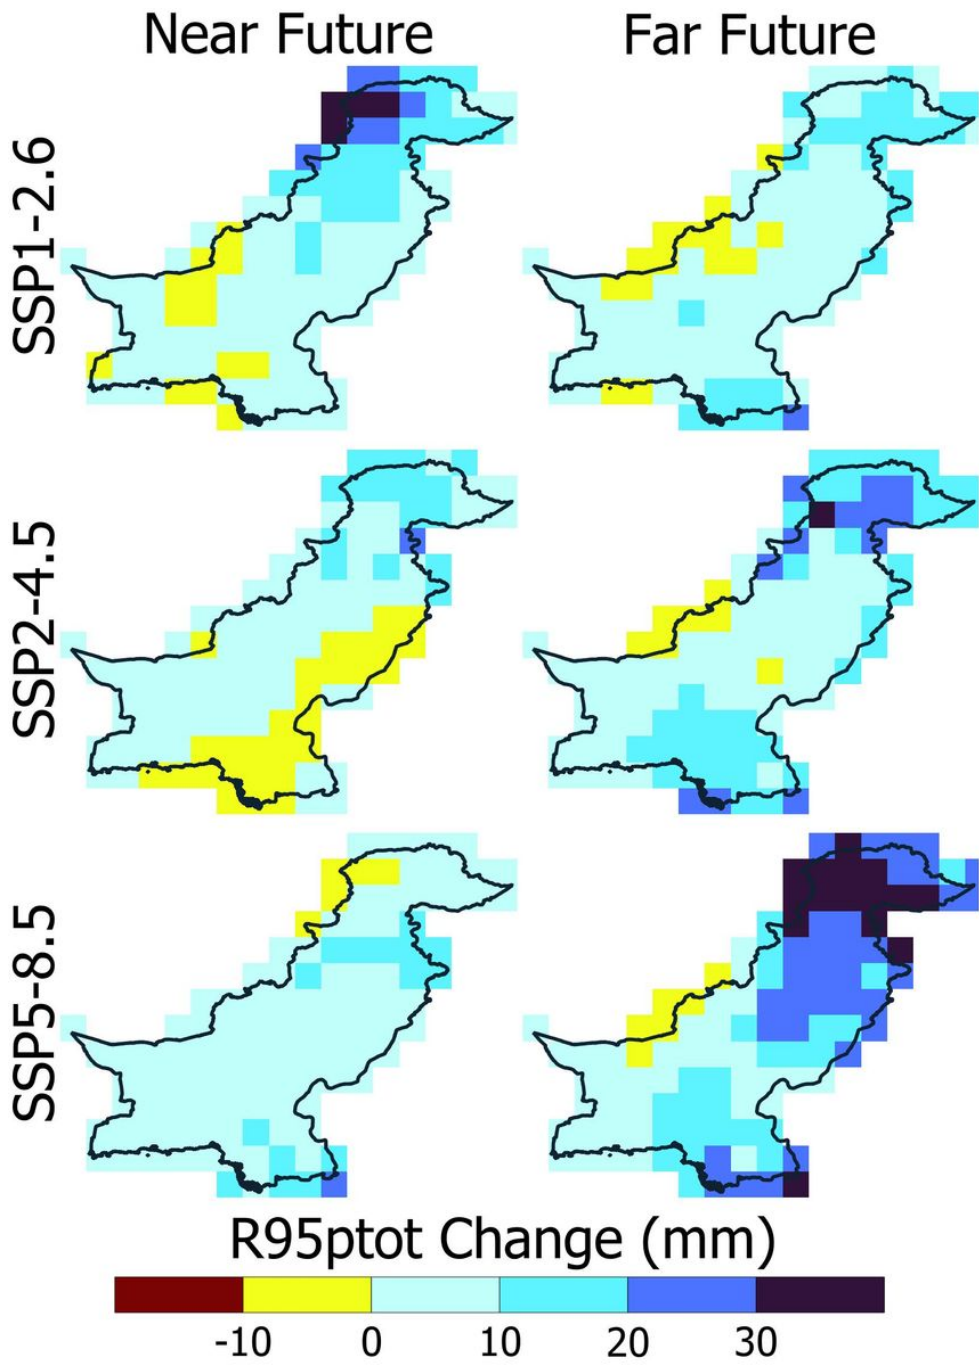 Near Future
Far Future
SSP1-2.6
SSP2-4.5
SSP5-8.5
R95ptot Change (mm)
-10 0 10 20 30